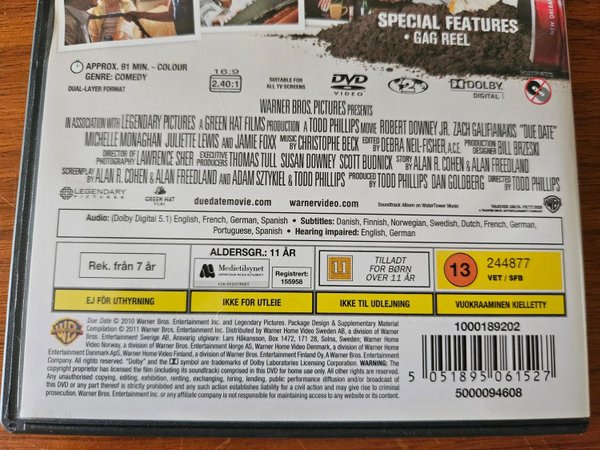 SPECIAL FEATURES
• GAG REEL
APPROX. 91 MIN. - COLOUR
GENRE: COMEDY
DUAL-LAYER FORMAT
16:9
2.40:1
SUITABLE FOR
ALL TV SCREENS
DVD
VIDEO
2
DOLBY
DIGITAL
WARNER BROS. PICTURES PRESENTS
IN ASSOCIATION WITH LEGENDARY PICTURES A GREEN HAT FILMS PRODUCTION A TODD PHILLIPS MOVIE ROBERT DOWNEY JR. ZACH GALIFIANAKIS "DUE DATE"
MICHELLE MONAGHAN JULIETTE LEWIS AND JAMIE FOXX MUSIC BY CHRISTOPHE BECK EDITED BY DEBRA NEIL-FISHER, A.C.E. PRODUCTION DESIGNER BILL BRZESKI
DIRECTOR OF PHOTOGRAPHY LAWRENCE SHER EXECUTIVE PRODUCERS THOMAS TULL SUSAN DOWNEY SCOTT BUDNICK STORY BY ALAN R. COHEN & ALAN FREEDLAND
SCREENPLAY BY ALAN R. COHEN & ALAN FREEDLAND AND ADAM SZTYKIEL & TODD PHILLIPS PRODUCED BY TODD PHILLIPS DAN GOLDBERG DIRECTED BY TODD PHILLIPS
LEGENDARY
PICTURES
GREEN HAT
FILMS
duedatemovie.com warnervideo.com Soundtrack Album on WaterTower Music
WARNER BROS. PICTURES
Audio: (Dolby Digital 5.1) English, French, German, Spanish • Subtitles: Danish, Finnish, Norwegian, Swedish, Dutch, French, German,
Portuguese, Spanish • Hearing impaired: English, German
Rek. från 7 år
EJ FÖR UTHYRNING
ALDERSGR.: 11 ÅR
Medietilsynet
Registrert:
155958
IKKE FOR UTLEIE
11
TILLADT
FOR BØRN
OVER 11 ÅR
IKKE TIL UDLEJNING
13
244877
VET / SFB
VUOKRAAMINEN KIELLETTY
Due Date © 2010 Warner Bros. Entertainment Inc. and Legendary Pictures. Package Design & Supplementary Material
Compilation © 2011 Warner Bros. Entertainment Inc. Distributed by Warner Home Video Sweden, a division of Warner Bros.
Entertainment Sverige AB, Ansvarig utgivare: Lars Håkansson, Box 1472, 171 28, Solna, Sweden; Warner Home
Video Norway, a division of Warner Bros. Entertainment Norge AS, Warner Home Video Denmark, a division of Warner Bros.
Entertainment Danmark ApS, Warner Home Video Finland, a division of Warner Bros. Entertainment Finland Oy, A Warner Bros. Entertainment
Company. All rights reserved. "Dolby" and the symbol are trademarks of Dolby Laboratories Licensing Corporation. WARNING: The
copyright proprietor has licensed the film (including its soundtrack) comprised in this DVD for home use only. All other rights are reserved.
Any unauthorised copying, editing, exhibition, renting, exchanging, hiring, lending, public performance, diffusion and/or broadcast of
this DVD or any part thereof is strictly prohibited and any such action establishes liability for a civil action and may give rise to criminal
prosecution. Warner Bros. Inc or any affiliate company is not responsible for maintaining access to any website or its content.
1000189202
5 051895 061527
5000094608